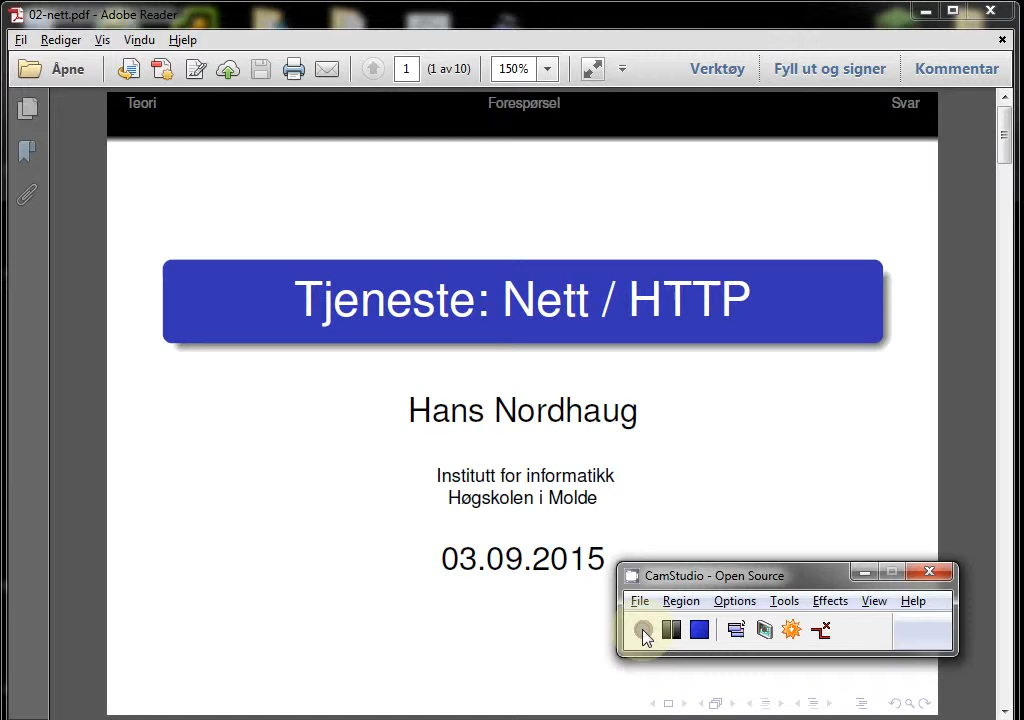 02-nett.pdf - Adobe Reader
Fil Rediger Vis Vindu Hjelp
Åpne 1 (1 av 10) 150% Verktøy Fyll ut og signer Kommentar
Teori Forespørsel Svar
Tjeneste: Nett / HTTP
Hans Nordhaug
Institutt for informatikk
Høgskolen i Molde
03.09.2015
CamStudio - Open Source
File Region Options Tools Effects View Help